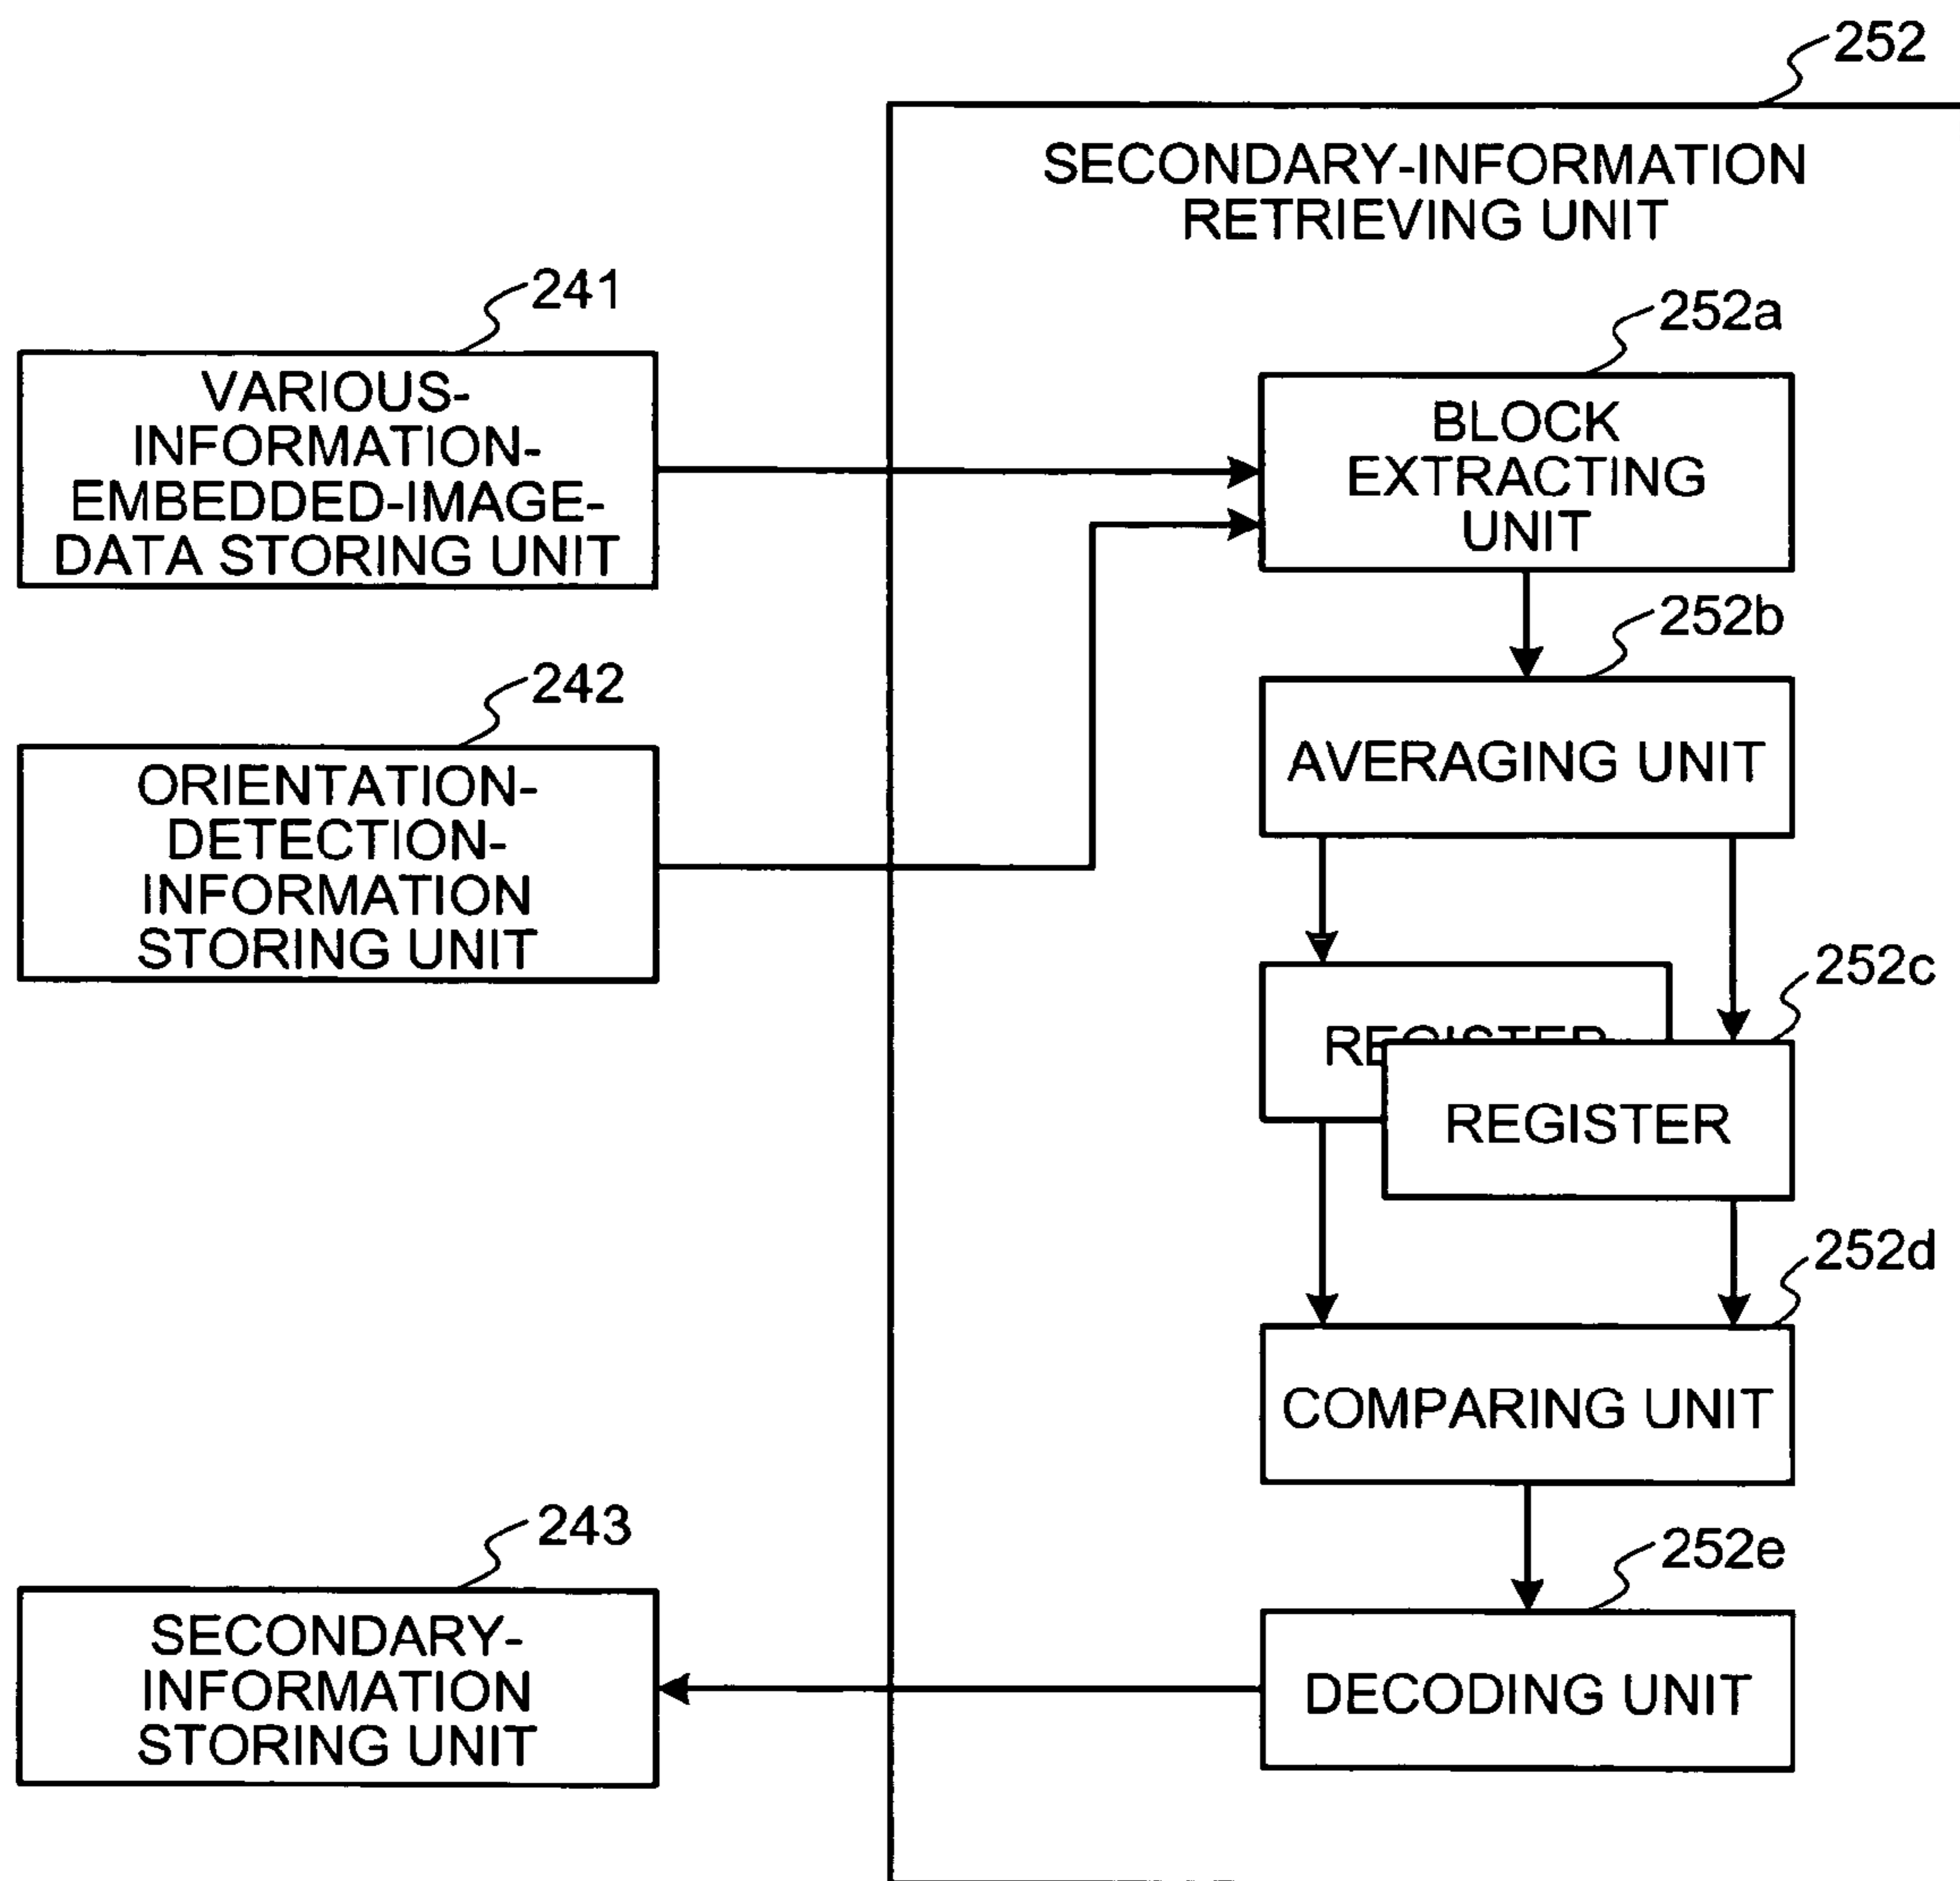 252
SECONDARY-INFORMATION
RETRIEVING UNIT
241
VARIOUS-
INFORMATION-
EMBEDDED-IMAGE-
DATA STORING UNIT
252a
BLOCK
EXTRACTING
UNIT
252b
AVERAGING UNIT
242
ORIENTATION-
DETECTION-
INFORMATION
STORING UNIT
252c
REGISTER
REGISTER
252d
COMPARING UNIT
243
SECONDARY-
INFORMATION
STORING UNIT
252e
DECODING UNIT